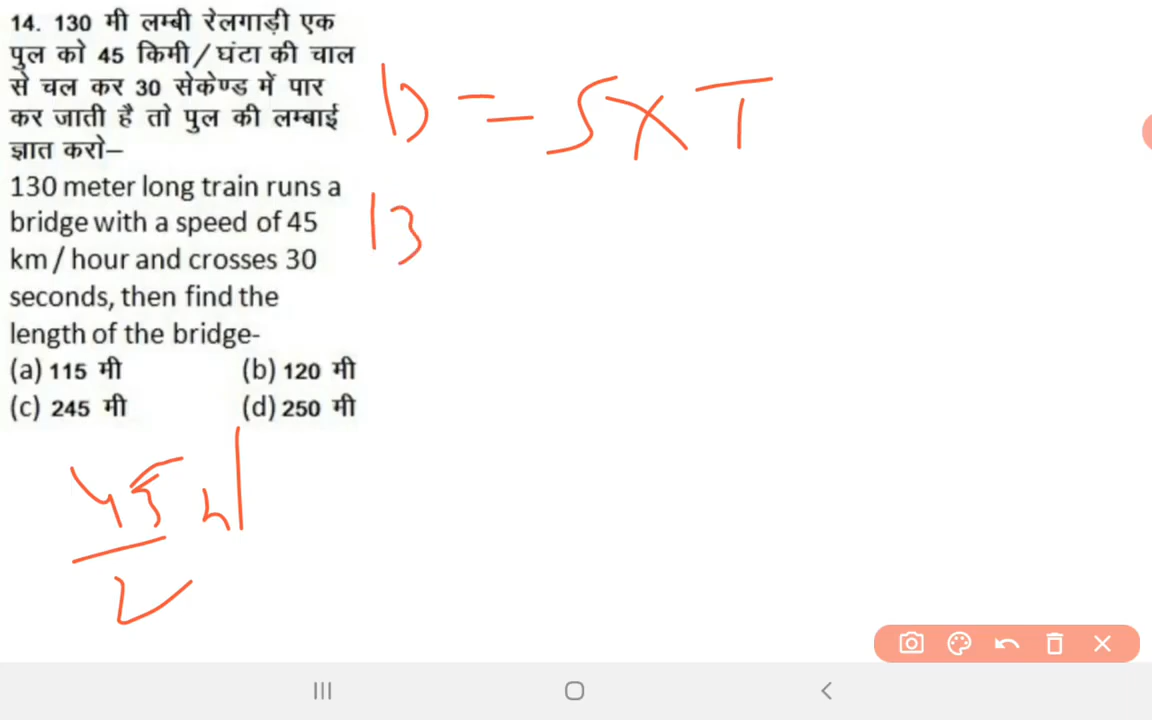 14. 130 मी लम्बी रेलगाड़ी एक
पुल को 45 किमी/घंटा की चाल
से चल कर 30 सेकेण्ड में पार
कर जाती है तो पुल की लम्बाई
ज्ञात करो–
130 meter long train runs a
bridge with a speed of 45
km/hour and crosses 30
seconds, then find the
length of the bridge-
(a) 115 मी (b) 120 मी
(c) 245 मी (d) 250 मी
D = S X T
13
45
2